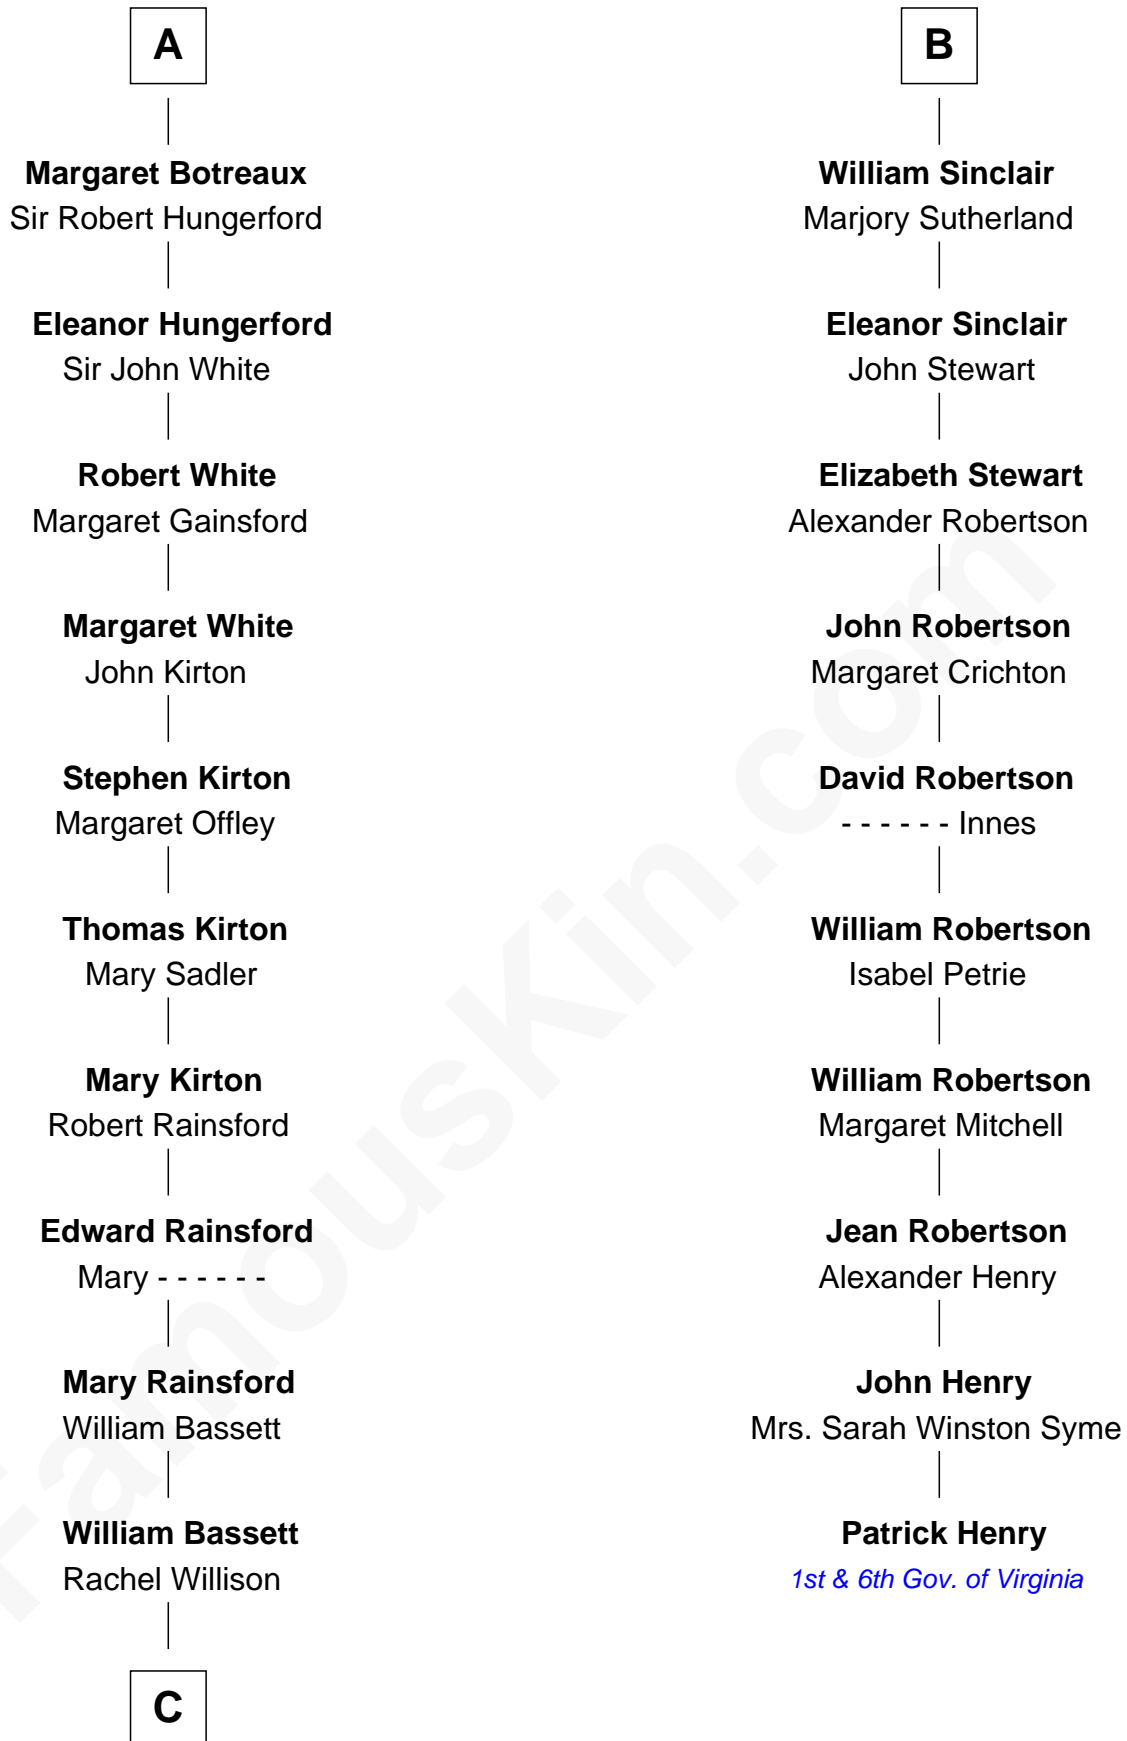 A
Margaret Botreaux
Sir Robert Hungerford
Eleanor Hungerford
Sir John White
Robert White
Margaret Gainsford
Margaret White
John Kirton
Stephen Kirton
Margaret Offley
Thomas Kirton
Mary Sadler
Mary Kirton
Robert Rainsford
Edward Rainsford
Mary - - - - - -
Mary Rainsford
William Bassett
William Bassett
Rachel Willison
C
B
William Sinclair
Marjory Sutherland
Eleanor Sinclair
John Stewart
Elizabeth Stewart
Alexander Robertson
John Robertson
Margaret Crichton
David Robertson
- - - - - - Innes
William Robertson
Isabel Petrie
William Robertson
Margaret Mitchell
Jean Robertson
Alexander Henry
John Henry
Mrs. Sarah Winston Syme
Patrick Henry
1st & 6th Gov. of Virginia
FamousKin.com